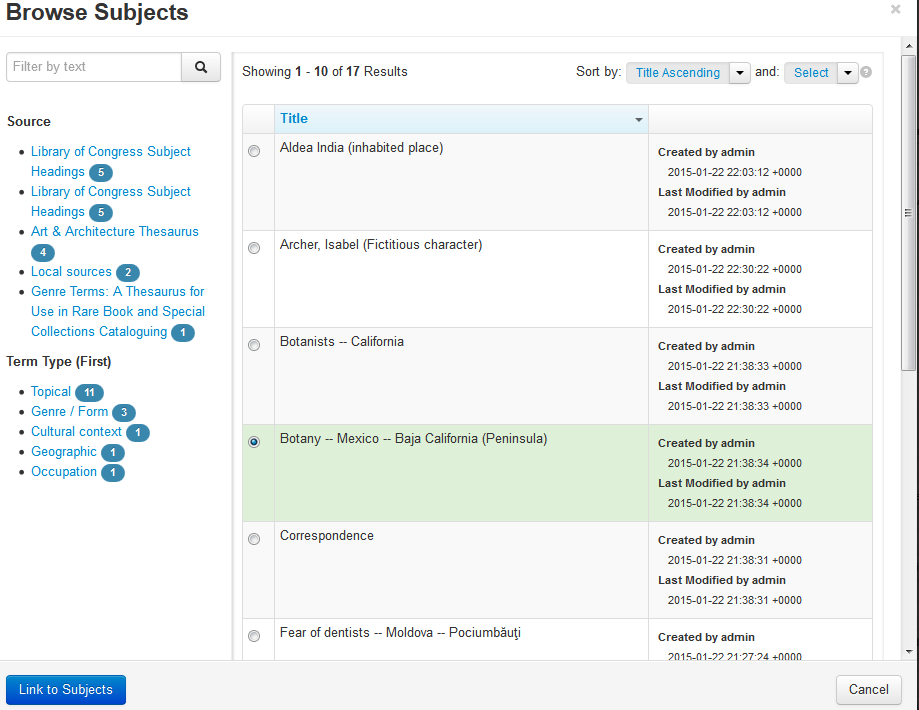 Browse Subjects
×
Filter by text
Source
Library of Congress Subject
Headings 5
Library of Congress Subject
Headings 5
Art & Architecture Thesaurus
4
Local sources 2
Genre Terms: A Thesaurus for
Use in Rare Book and Special
Collections Cataloguing 1
Term Type (First)
Topical 11
Genre / Form 3
Cultural context 1
Geographic 1
Occupation 1
Showing 1 - 10 of 17 Results
Sort by: Title Ascending and: Select ?
Title
Aldea India (inhabited place)
Created by admin
2015-01-22 22:03:12 +0000
Last Modified by admin
2015-01-22 22:03:12 +0000
Archer, Isabel (Fictitious character)
Created by admin
2015-01-22 22:30:22 +0000
Last Modified by admin
2015-01-22 22:30:22 +0000
Botanists -- California
Created by admin
2015-01-22 21:38:33 +0000
Last Modified by admin
2015-01-22 21:38:33 +0000
Botany -- Mexico -- Baja California (Peninsula)
Created by admin
2015-01-22 21:38:34 +0000
Last Modified by admin
2015-01-22 21:38:34 +0000
Correspondence
Created by admin
2015-01-22 21:38:31 +0000
Last Modified by admin
2015-01-22 21:38:31 +0000
Fear of dentists -- Moldova -- Pociumbăuţi
Created by admin
2015-01-22 21:27:24 +0000
Link to Subjects
Cancel